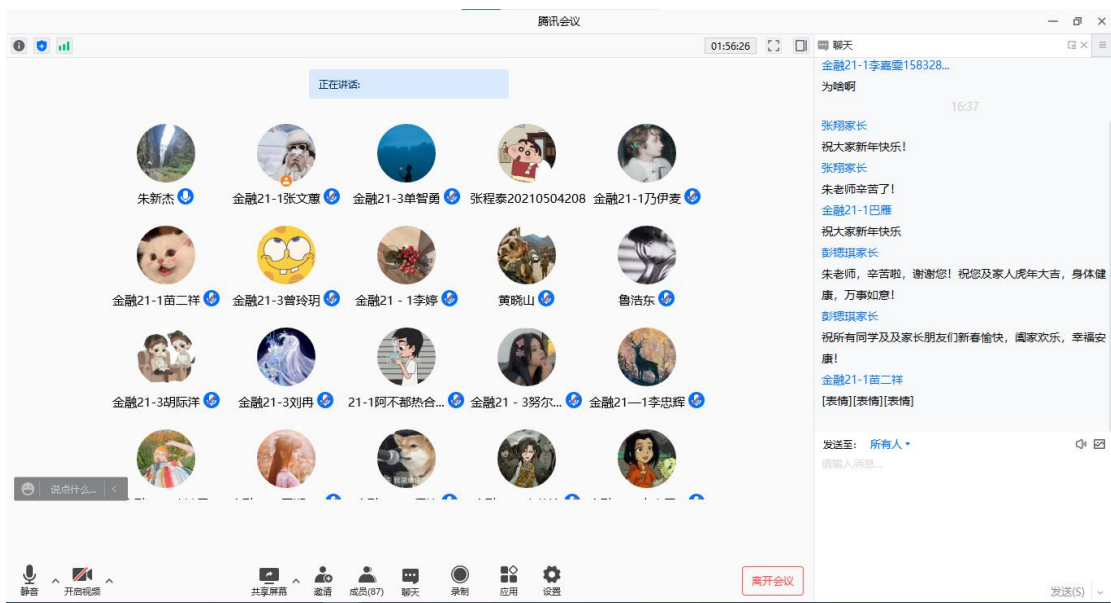 腾讯会议
01:56:26
聊天
正在讲话:
朱新杰
金融21-1张文蕙
金融21-3单智勇
张程泰20210504208
金融21-1乃伊麦
金融21-1苗二祥
金融21-3曾玲玥
金融21 - 1李婷
黄晓山
鲁浩东
金融21-3胡际洋
金融21-3刘冉
21-1阿不都热合...
金融21 - 3努尔...
金融21—1李忠辉
说点什么...
静音
开启视频
共享屏幕
邀请
成员(87)
聊天
录制
应用
设置
离开会议
金融21-1李嘉雯158328...
为啥啊
16:37
张翔家长
祝大家新年快乐!
张翔家长
朱老师辛苦了!
金融21-1巴雁
祝大家新年快乐
彭锶琪家长
朱老师，辛苦啦，谢谢您！祝您及家人虎年大吉，身体健
康，万事如意！
彭锶琪家长
祝所有同学及及家长朋友们新春愉快，阖家欢乐，幸福安
康!
金融21-1苗二祥
[表情][表情][表情]
发送至:
所有人
请输入消息...
发送(S)